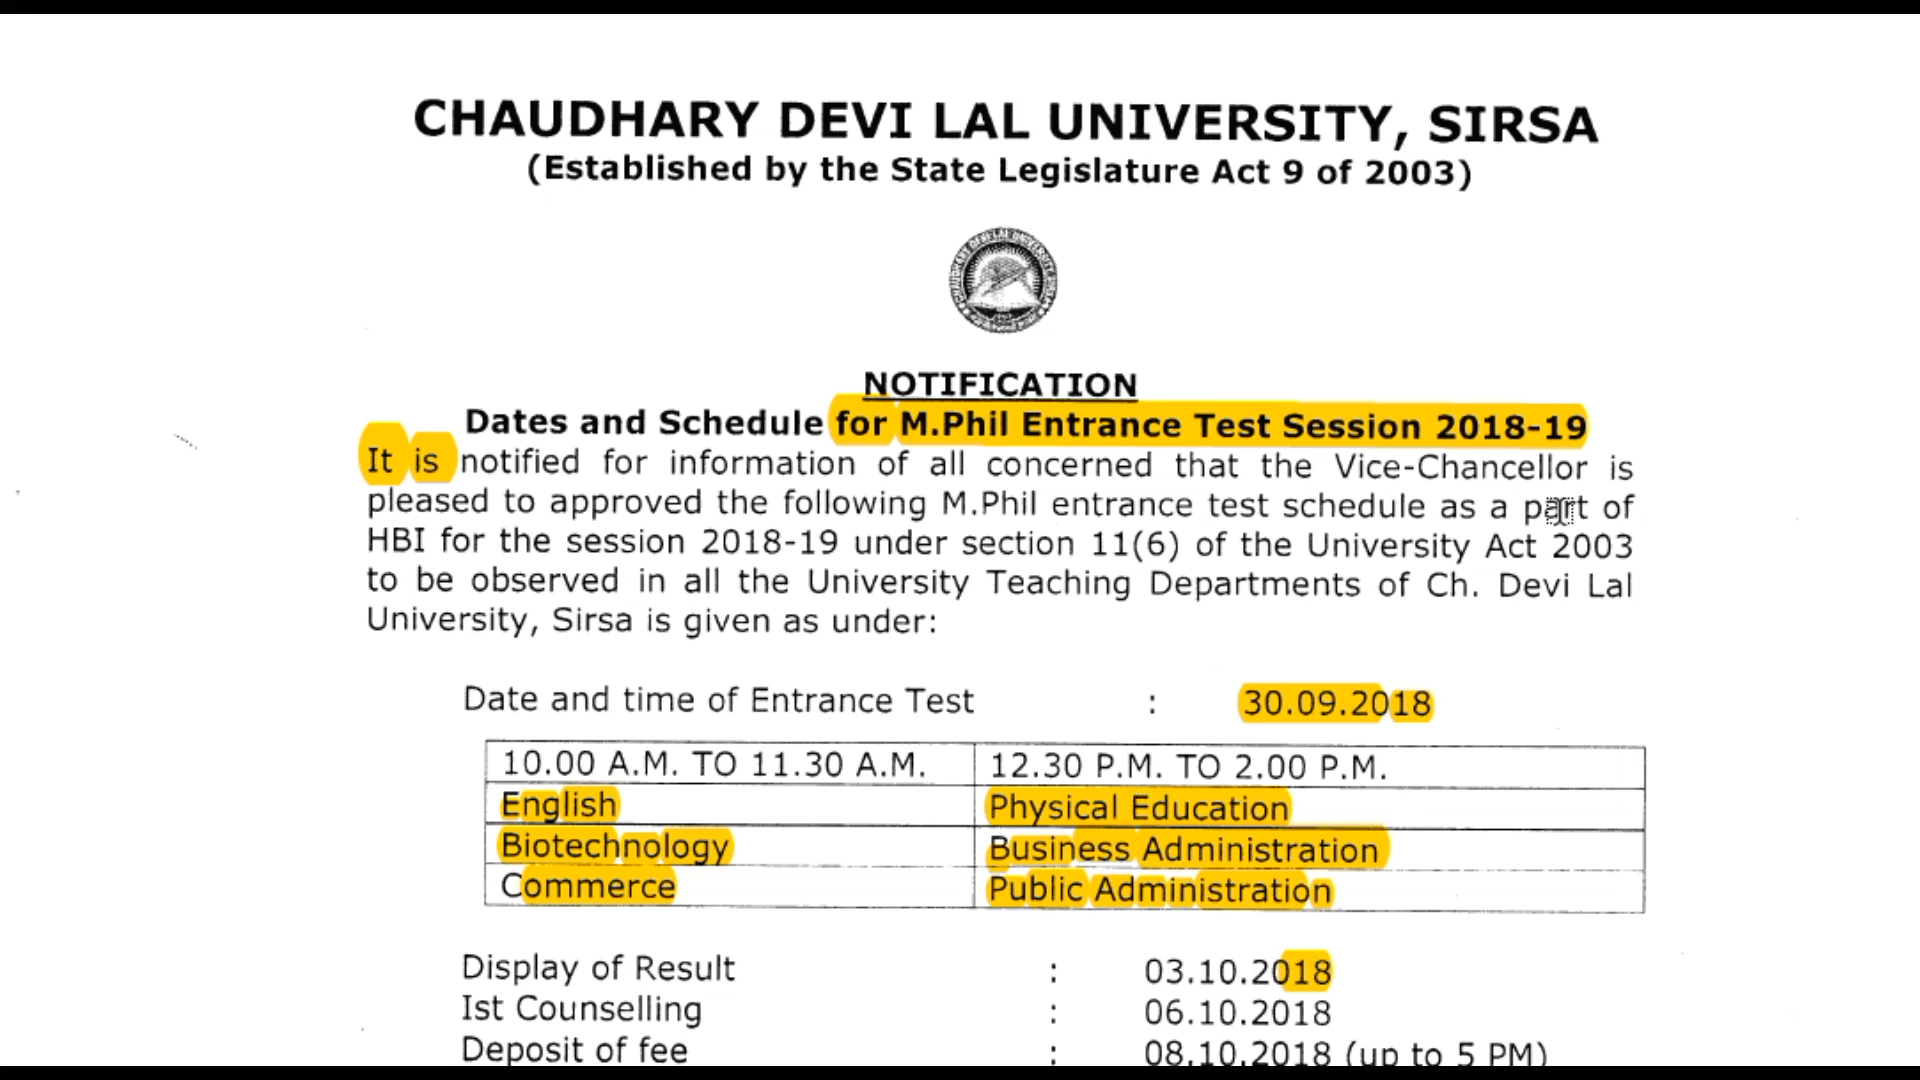 CHAUDHARY DEVI LAL UNIVERSITY, SIRSA
(Established by the State Legislature Act 9 of 2003)
NOTIFICATION
Dates and Schedule for M.Phil Entrance Test Session 2018-19
It is notified for information of all concerned that the Vice-Chancellor is
pleased to approved the following M.Phil entrance test schedule as a part of
HBI for the session 2018-19 under section 11(6) of the University Act 2003
to be observed in all the University Teaching Departments of Ch. Devi Lal
University, Sirsa is given as under:
Date and time of Entrance Test : 30.09.2018
10.00 A.M. TO 11.30 A.M. 12.30 P.M. TO 2.00 P.M.
English Physical Education
Biotechnology Business Administration
Commerce Public Administration
Display of Result : 03.10.2018
Ist Counselling : 06.10.2018
Deposit of fee : 08.10.2018 (up to 5 PM)